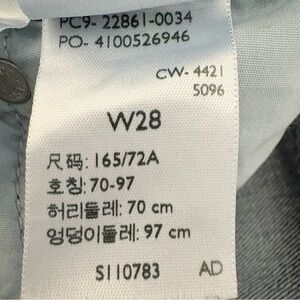 PC9- 22861-0034
PO- 4100526946
CW- 4421
5096
W28
尺码: 165/72A
호칭: 70-97
허리둘레: 70 cm
엉덩이둘레: 97 cm
S110783 AD